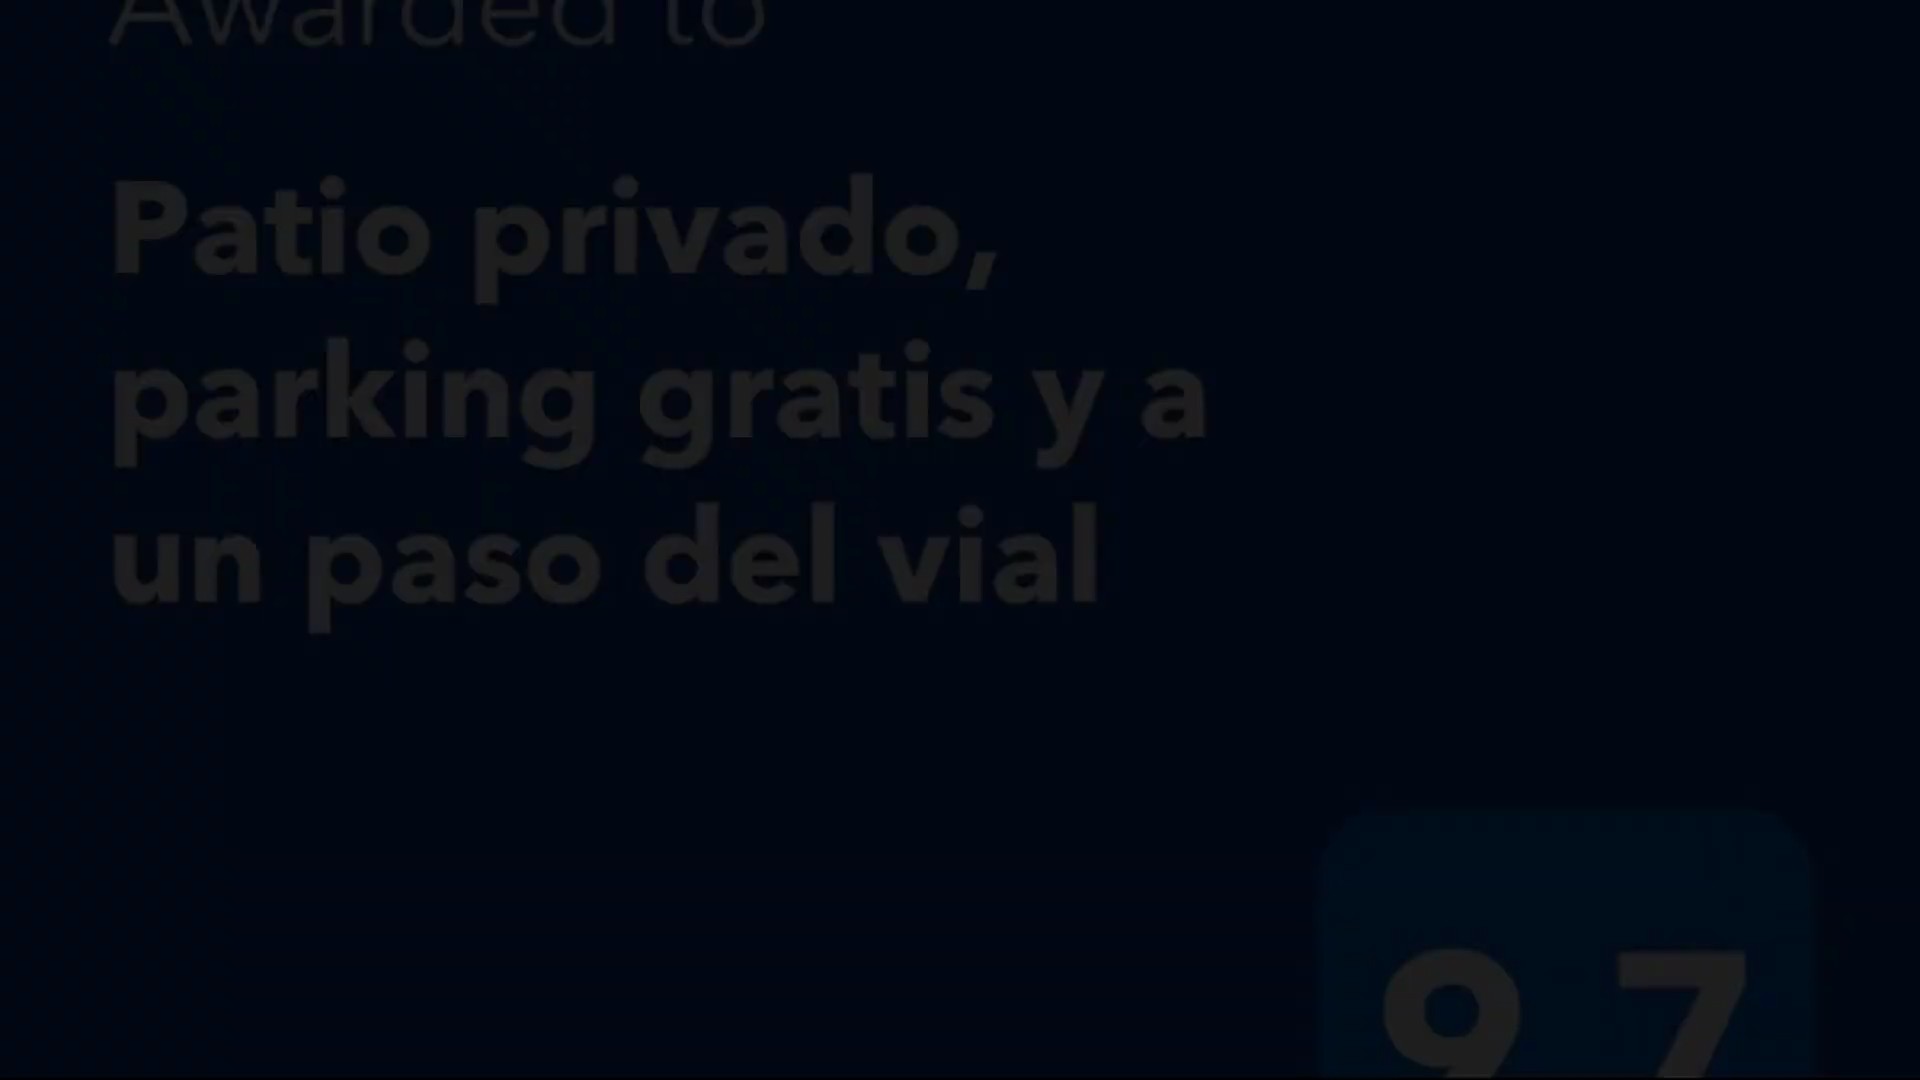 Awarded to
Patio privado,
parking gratis y a
un paso del vial
9.7